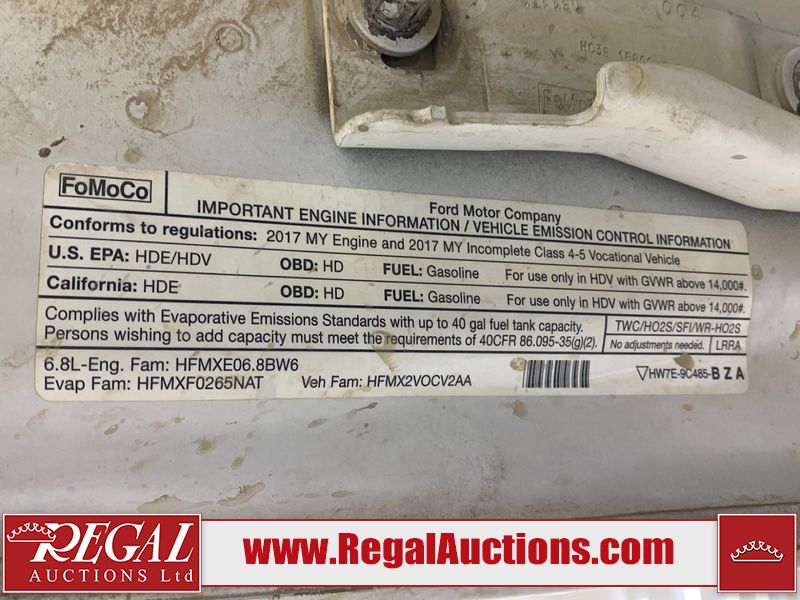 004
HC3B 16800
FoMoCo
FoMoCo
Ford Motor Company
IMPORTANT ENGINE INFORMATION / VEHICLE EMISSION CONTROL INFORMATION
Conforms to regulations: 2017 MY Engine and 2017 MY Incomplete Class 4-5 Vocational Vehicle
U.S. EPA: HDE/HDV OBD: HD FUEL: Gasoline For use only in HDV with GVWR above 14,000#.
California: HDE OBD: HD FUEL: Gasoline For use only in HDV with GVWR above 14,000#.
Complies with Evaporative Emissions Standards with up to 40 gal fuel tank capacity.
Persons wishing to add capacity must meet the requirements of 40CFR 86.095-35(g)(2).
TWC/HO2S/SFI/WR-HO2S
No adjustments needed. LRRA
6.8L-Eng. Fam: HFMXE06.8BW6
Evap Fam: HFMXF0265NAT Veh Fam: HFMX2VOCV2AA
HW7E-9C485-BZA
REGAL
AUCTIONS Ltd
www.RegalAuctions.com